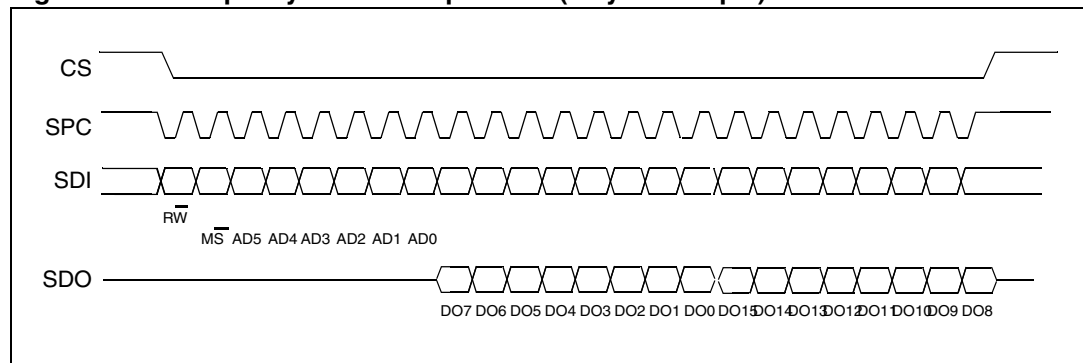 CS
SPC
SDI
RW
MS AD5 AD4 AD3 AD2 AD1 AD0
SDO
DO7 DO6 DO5 DO4 DO3 DO2 DO1 DO0 DO15 DO14 DO13 DO12 DO11 DO10 DO9 DO8